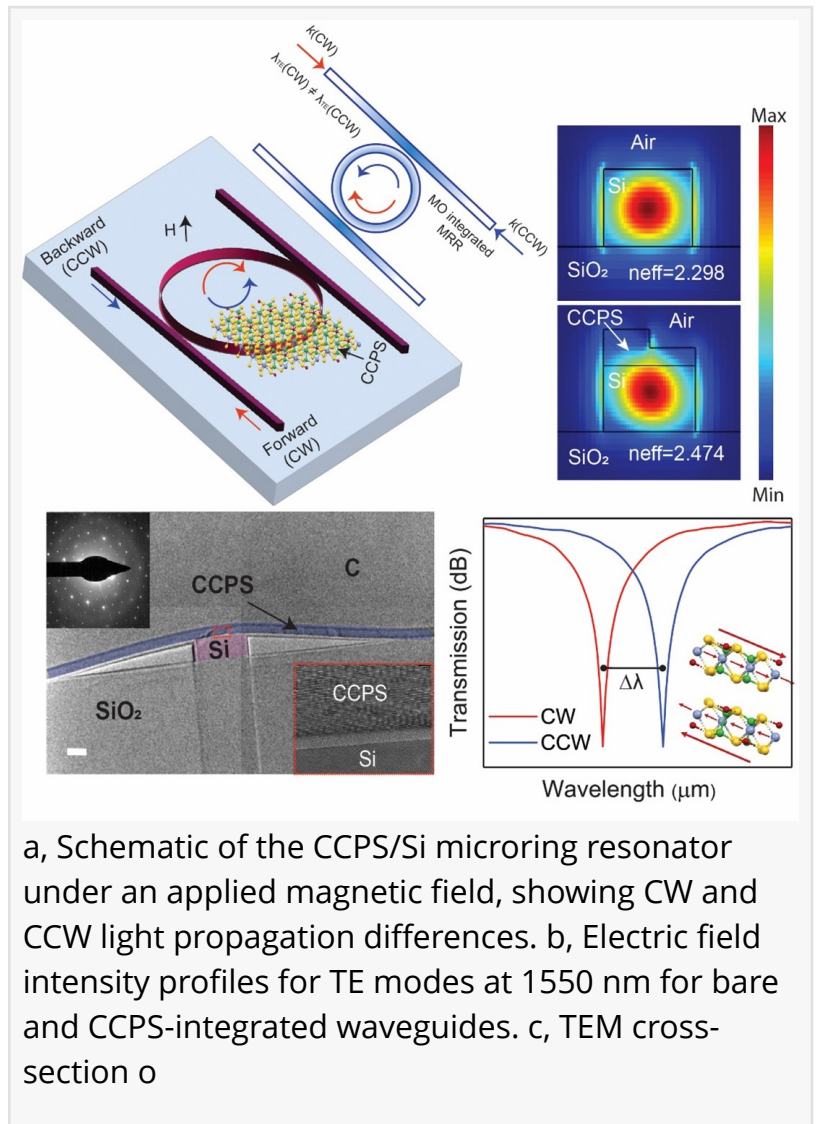 k(CW)
λTE(CW) ≠ λTE(CCW)
MO integrated
MRR
k(CCW)
Backward
(CCW)
H
CCPS
Forward
(CW)
Air
Si
SiO₂ neff=2.298
CCPS
Air
Si
SiO₂ neff=2.474
Max
Min
C
CCPS
Si
SiO₂
CCPS
Si
Transmission (dB)
Δλ
CW
CCW
Wavelength (μm)
a, Schematic of the CCPS/Si microring resonator
under an applied magnetic field, showing CW and
CCW light propagation differences. b, Electric field
intensity profiles for TE modes at 1550 nm for bare
and CCPS-integrated waveguides. c, TEM cross-
section o